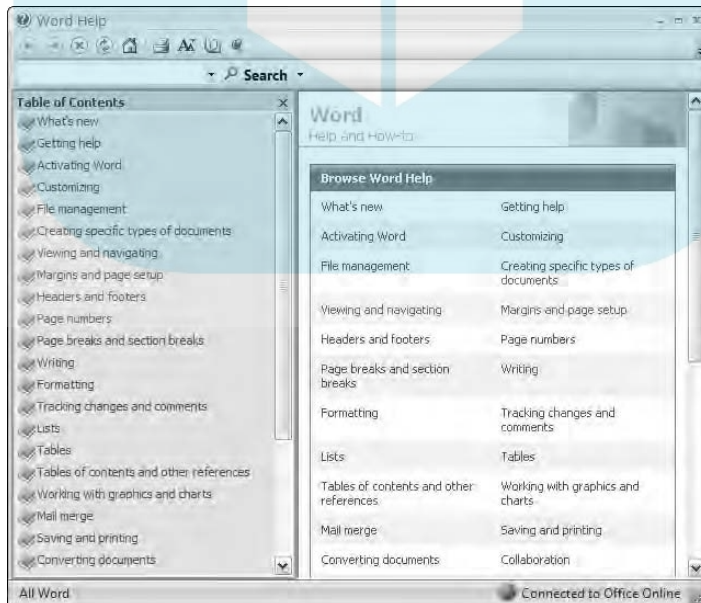 Word Help
Search
Table of Contents
What's new
Getting help
Activating Word
Customizing
File management
Creating specific types of documents
Viewing and navigating
Margins and page setup
Headers and footers
Page numbers
Page breaks and section breaks
Writing
Formatting
Tracking changes and comments
Lists
Tables
Tables of contents and other references
Working with graphics and charts
Mail merge
Saving and printing
Converting documents
Word
Help and How-to
Browse Word Help
What's new Getting help
Activating Word Customizing
File management Creating specific types of
documents
Viewing and navigating Margins and page setup
Headers and footers Page numbers
Page breaks and section Writing
breaks
Formatting Tracking changes and
comments
Lists Tables
Tables of contents and other Working with graphics and
references charts
Mail merge Saving and printing
Converting documents Collaboration
All Word Connected to Office Online